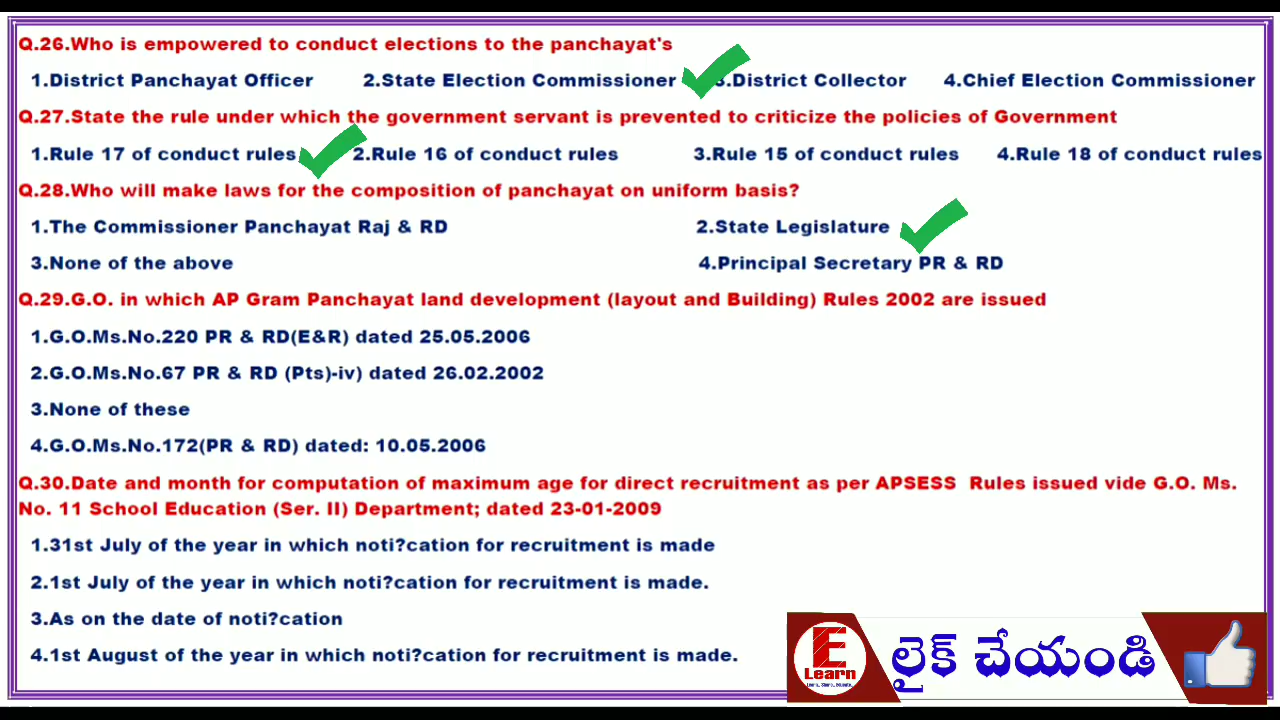 Q.26.Who is empowered to conduct elections to the panchayat's
1.District Panchayat Officer 2.State Election Commissioner 3.District Collector 4.Chief Election Commissioner
Q.27.State the rule under which the government servant is prevented to criticize the policies of Government
1.Rule 17 of conduct rules 2.Rule 16 of conduct rules 3.Rule 15 of conduct rules 4.Rule 18 of conduct rules
Q.28.Who will make laws for the composition of panchayat on uniform basis?
1.The Commissioner Panchayat Raj & RD 2.State Legislature
3.None of the above 4.Principal Secretary PR & RD
Q.29.G.O. in which AP Gram Panchayat land development (layout and Building) Rules 2002 are issued
1.G.O.Ms.No.220 PR & RD(E&R) dated 25.05.2006
2.G.O.Ms.No.67 PR & RD (Pts)-iv) dated 26.02.2002
3.None of these
4.G.O.Ms.No.172(PR & RD) dated: 10.05.2006
Q.30.Date and month for computation of maximum age for direct recruitment as per APSESS Rules issued vide G.O. Ms.
No. 11 School Education (Ser. II) Department; dated 23-01-2009
1.31st July of the year in which noti?cation for recruitment is made
2.1st July of the year in which noti?cation for recruitment is made.
3.As on the date of noti?cation
4.1st August of the year in which noti?cation for recruitment is made.
E
Learn
Learn, Share, Educate..
లైక్ చేయండి